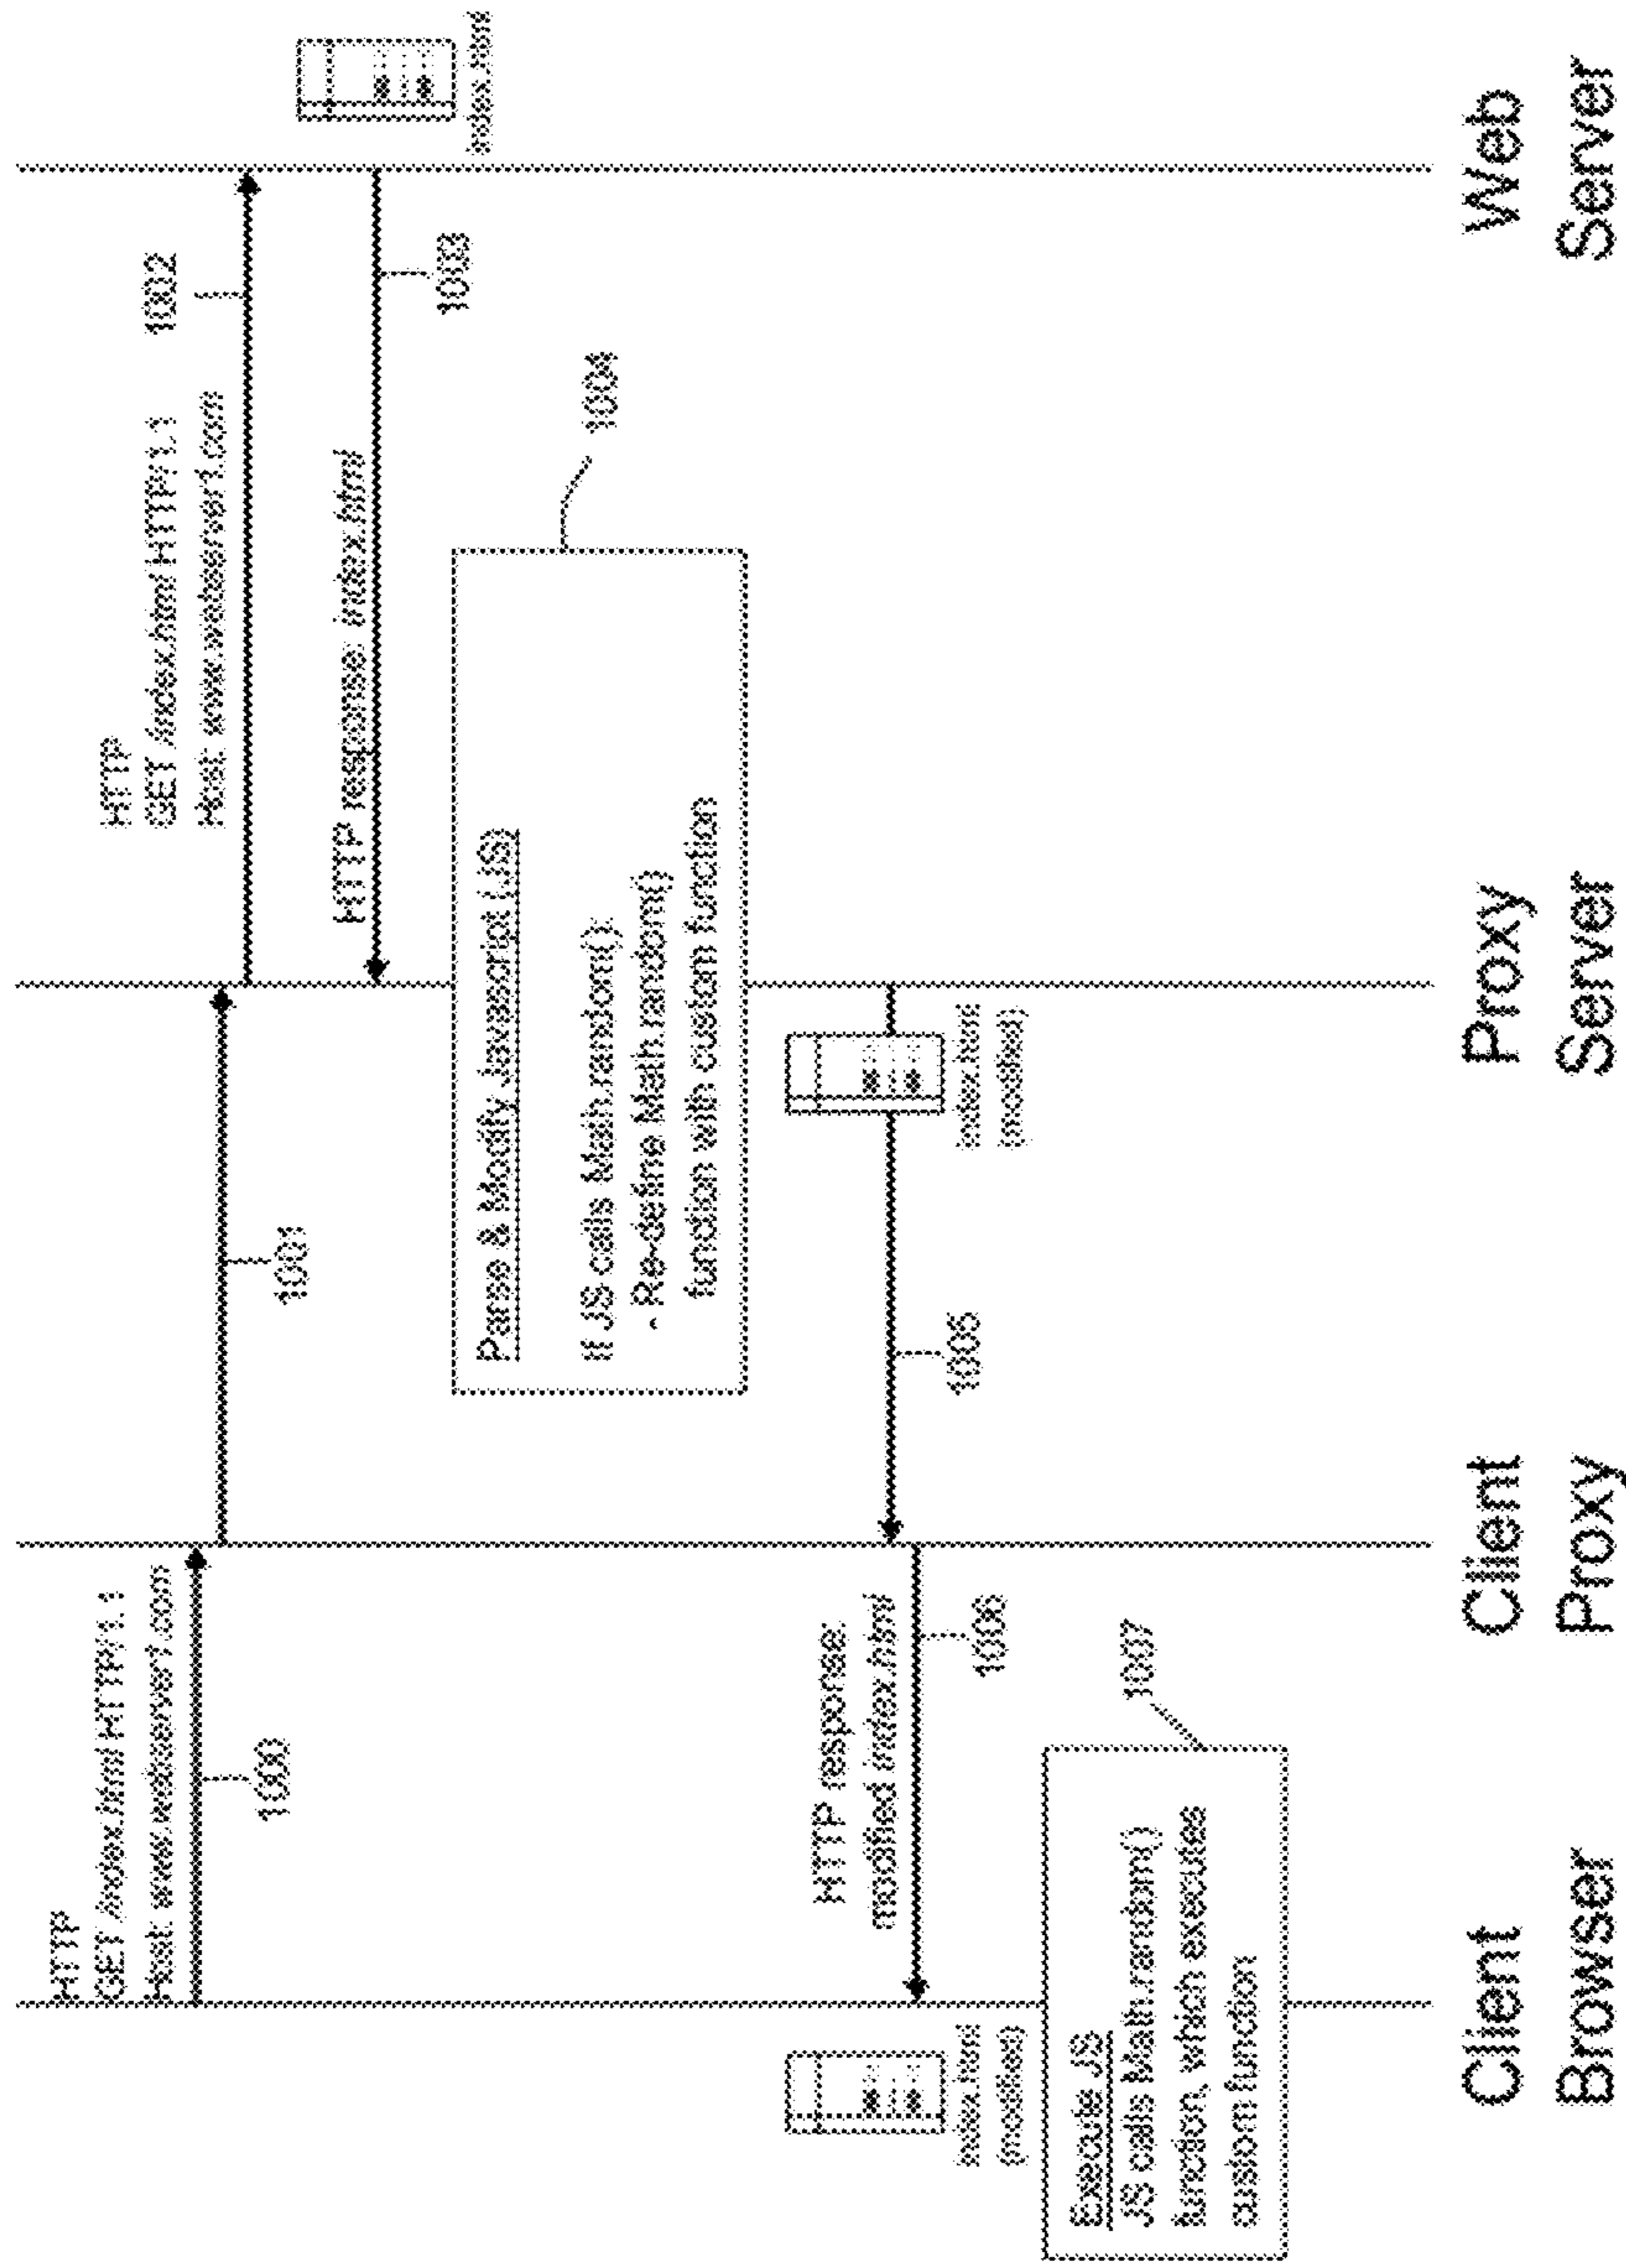 HTTP
GET /index.html HTTP/1.1
Host: www.webserver1.com
1000
1001
HTTP
GET /index.html HTTP/1.1
Host: www.webserver1.com
1002
HTTP response: index.html
1003
index.html
Parse & Modify Javascript (JS)
If JS calls Math.random():
- Re-define Math.random()
function with custom function
1004
index.html
(modified)
1005
HTTP response:
modified index.html
1006
index.html
(modified)
Execute JS
JS calls Math.random()
function, which executes
custom function
1007
Client
Browser
Client
Proxy
Proxy
Server
Web
Server